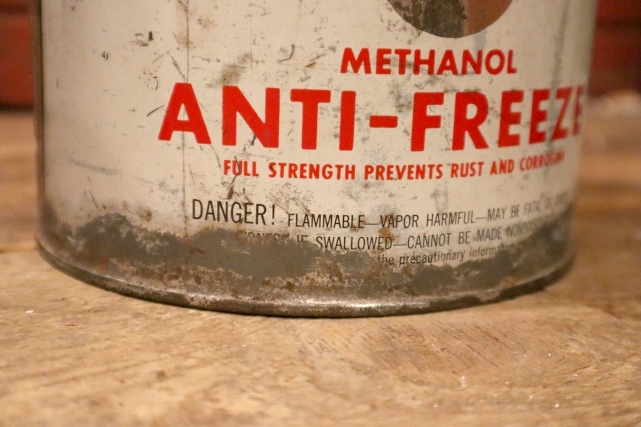 METHANOL
ANTI-FREEZE
FULL STRENGTH PREVENTS RUST AND CORROSION
DANGER! FLAMMABLE—VAPOR HARMFUL—MAY BE FATAL
IF SWALLOWED—CANNOT BE MADE
the precautionary